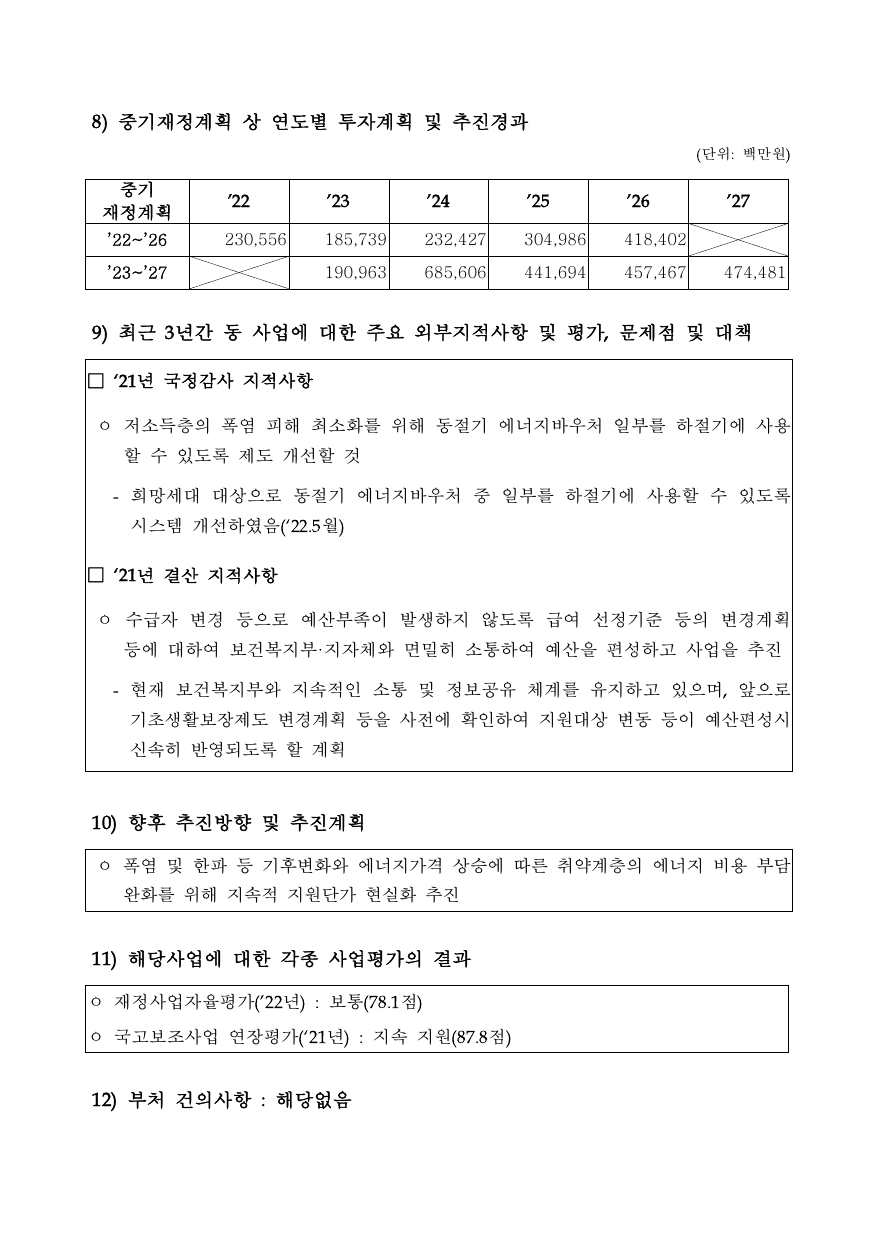 8) 중기재정계획 상 연도별 투자계획 및 추진경과
(단위: 백만원)
중기
재정계획 ’22 ’23 ’24 ’25 ’26 ’27
’22~’26 230,556 185,739 232,427 304,986 418,402
’23~’27 190,963 685,606 441,694 457,467 474,481
9) 최근 3년간 동 사업에 대한 주요 외부지적사항 및 평가, 문제점 및 대책
□ ‘21년 국정감사 지적사항
ㅇ 저소득층의 폭염 피해 최소화를 위해 동절기 에너지바우처 일부를 하절기에 사용
할 수 있도록 제도 개선할 것
- 희망세대 대상으로 동절기 에너지바우처 중 일부를 하절기에 사용할 수 있도록
시스템 개선하였음(‘22.5월)
□ ‘21년 결산 지적사항
ㅇ 수급자 변경 등으로 예산부족이 발생하지 않도록 급여 선정기준 등의 변경계획
등에 대하여 보건복지부·지자체와 면밀히 소통하여 예산을 편성하고 사업을 추진
- 현재 보건복지부와 지속적인 소통 및 정보공유 체계를 유지하고 있으며, 앞으로
기초생활보장제도 변경계획 등을 사전에 확인하여 지원대상 변동 등이 예산편성시
신속히 반영되도록 할 계획
10) 향후 추진방향 및 추진계획
ㅇ 폭염 및 한파 등 기후변화와 에너지가격 상승에 따른 취약계층의 에너지 비용 부담
완화를 위해 지속적 지원단가 현실화 추진
11) 해당사업에 대한 각종 사업평가의 결과
ㅇ 재정사업자율평가(’22년) : 보통(78.1점)
ㅇ 국고보조사업 연장평가(‘21년) : 지속 지원(87.8점)
12) 부처 건의사항 : 해당없음